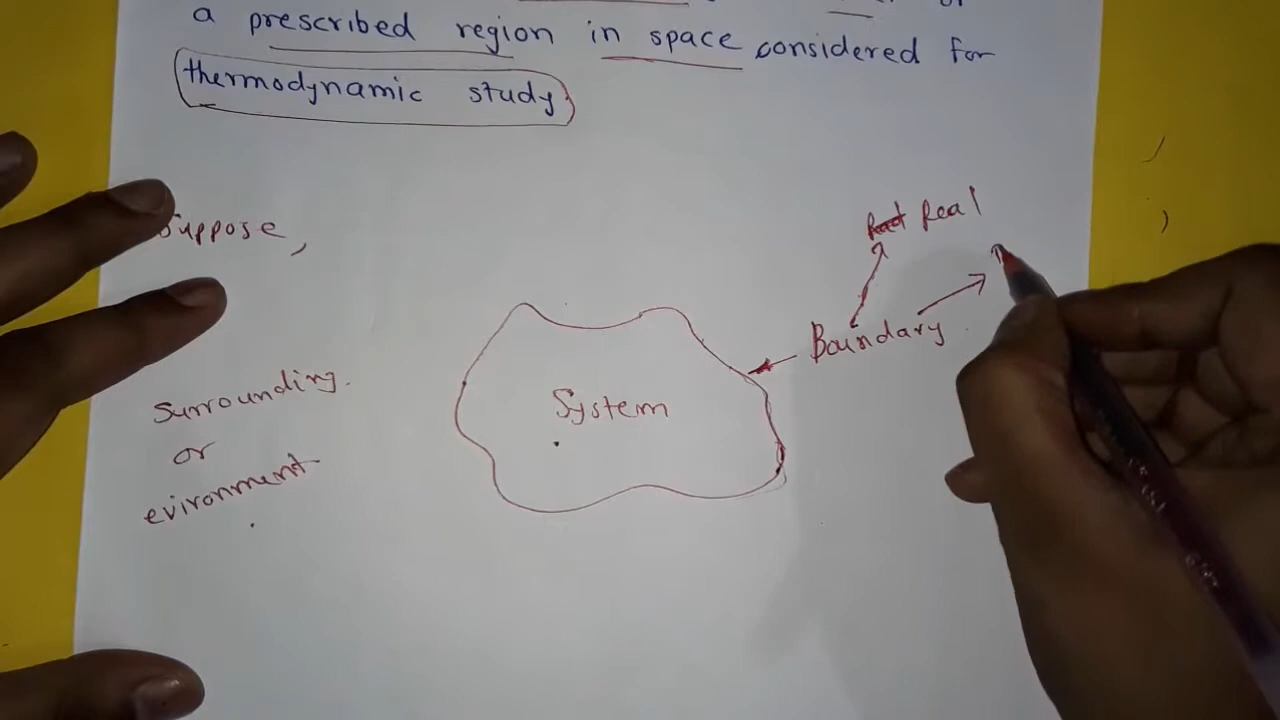 a prescribed region in space considered for
thermodynamic study
Suppose,
Real
Boundary
System
Surrounding.
or
evironment